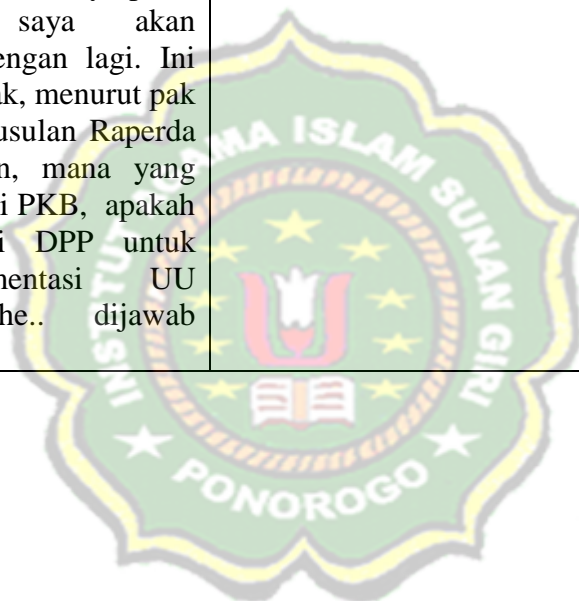 saya akan
engan lagi. Ini
ak, menurut pak
usulan Raperda
n, mana yang
i PKB, apakah
i DPP untuk
mentasi UU
he.. dijawab
INSTITUT AGAMA ISLAM SUNAN GIRI
PONOROGO